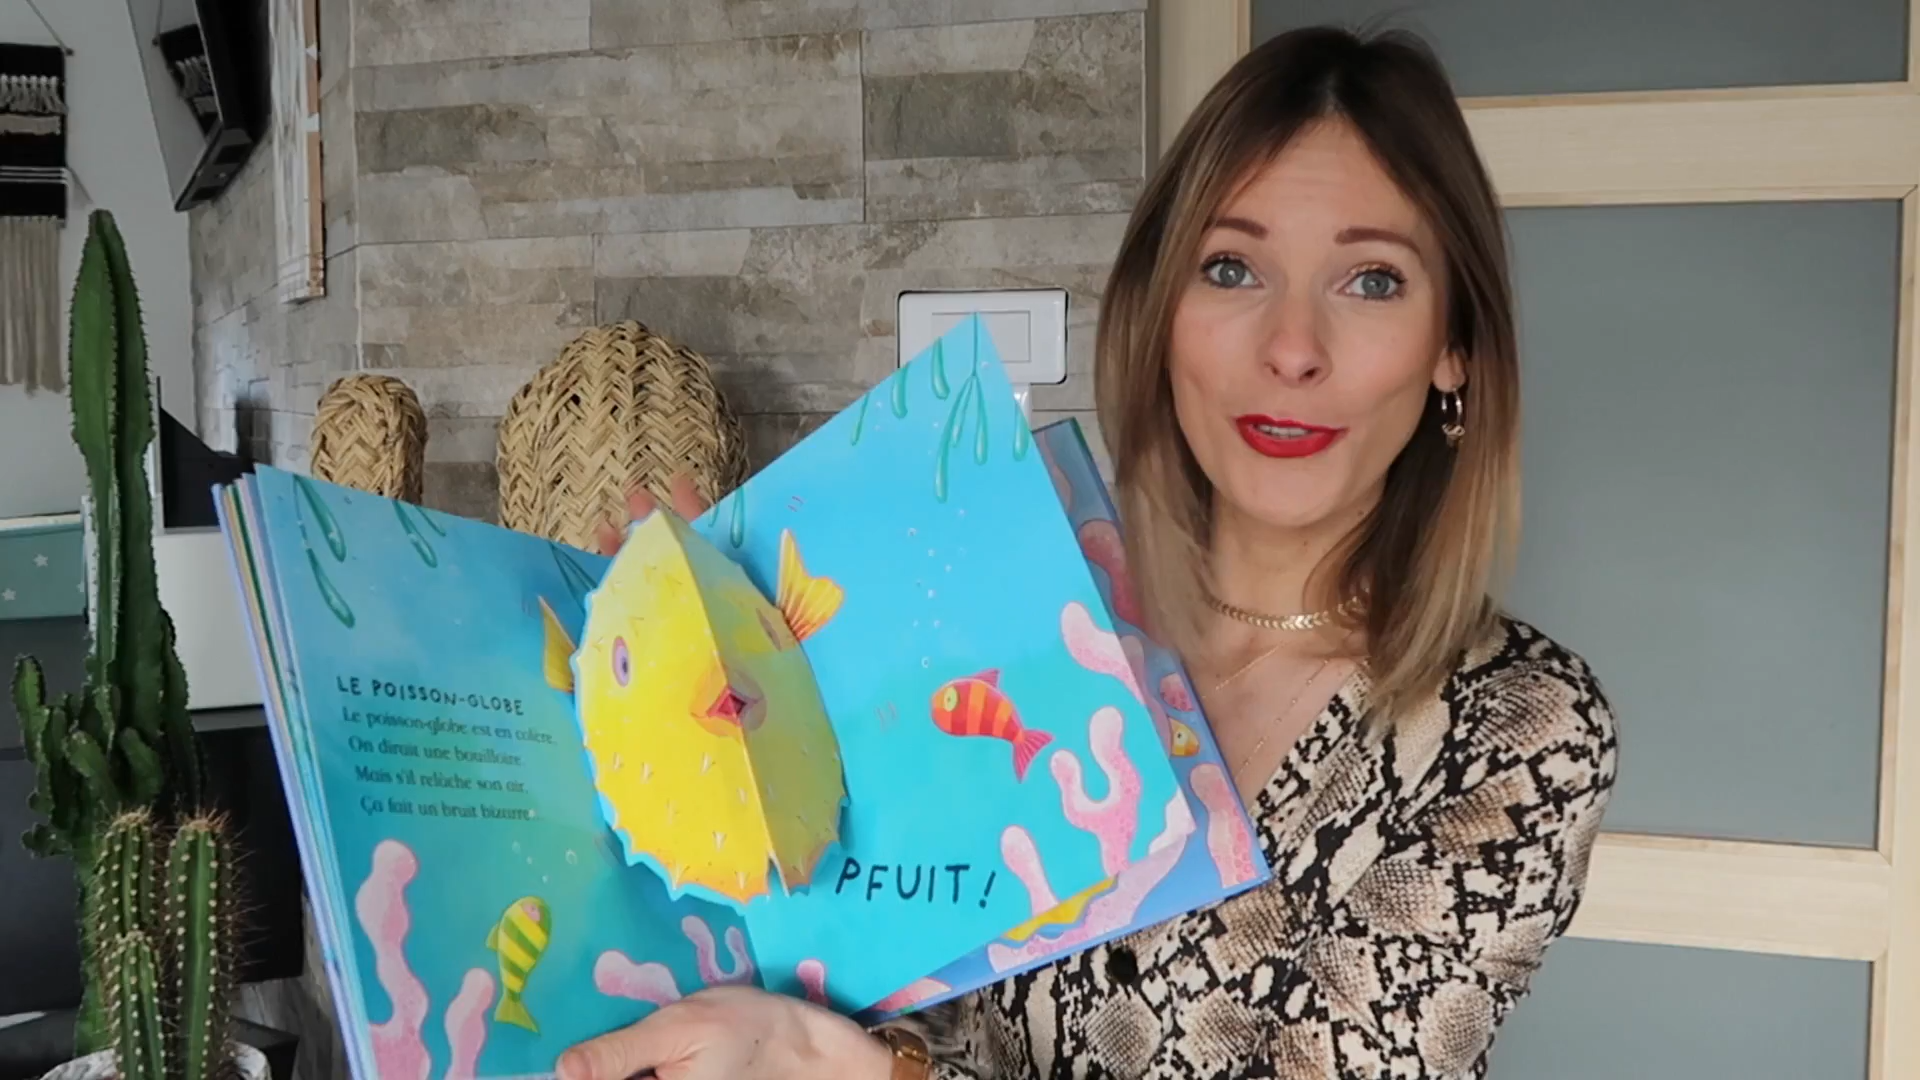 LE POISSON-GLOBE
Le poisson-globe est en colère.
On dirait une bouilloire.
Mais s'il relâche son air,
Ça fait un bruit bizarre
PFUIT!